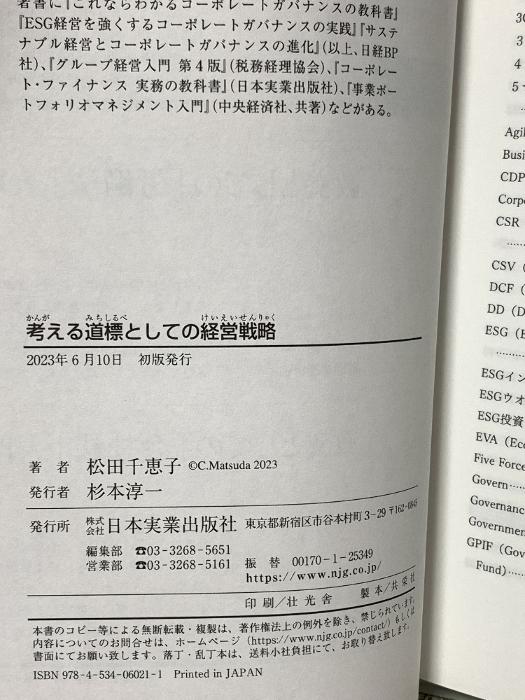 著書に『これならわかるコーポレートガバナンスの教科書』
『ESG経営を強くするコーポレートガバナンスの実践』『サステ
ナブル経営とコーポレートガバナンスの進化』(以上、日経BP
社)、『グループ経営入門 第4版』(税務経理協会)、『コーポレー
ト・ファイナンス 実務の教科書』(日本実業出版社)、『事業ポー
トフォリオマネジメント入門』(中央経済社、共著)などがある。
かんが みちしるべ けいえいせんりゃく
考える道標としての経営戦略
2023年6月10日 初版発行
著 者 松田千恵子 ©C.Matsuda 2023
発行者 杉本淳一
発行所 株式会社 日本実業出版社 東京都新宿区市谷本村町3-29 〒162-0845
編集部 ☎03-3268-5651
営業部 ☎03-3268-5161 振 替 00170-1-25349
https://www.njg.co.jp/
印刷/壮光舎 製本/共栄社
本書のコピー等による無断転載・複製は、著作権法上の例外を除き、禁じられています。
内容についてのお問合せは、ホームページ(https://www.njg.co.jp/contact/)もしくは
書面にてお願い致します。落丁・乱丁本は、送料小社負担にて、お取り替え致します。
ISBN 978-4-534-06021-1 Printed in JAPAN
3
4
5
Agil
Busi
CDP
Corpo
CSR
CSV (
DCF (
DD (D
ESG (E
ESGイン
ESGウォ
ESG投資
EVA (Eco
Five Force
Govern
Governanc
Governmen
GPIF (Gov
Fund)